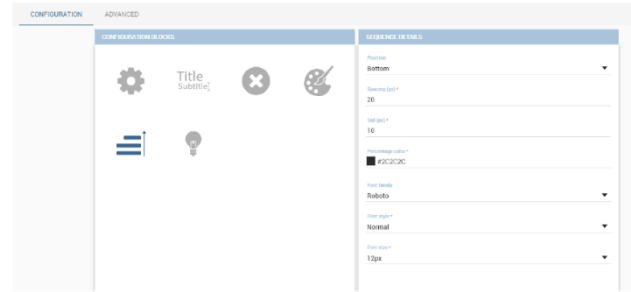 CONFIGURATION ADVANCED
CONFIGURATION BLOCKS
Title
Subtitle
SEQUENCE DETAILS
Position
Bottom
Spacing (px) *
20
Tail (px) *
10
Percentage color *
#2C2C2C
Font family
Roboto
Font style *
Normal
Font size *
12px